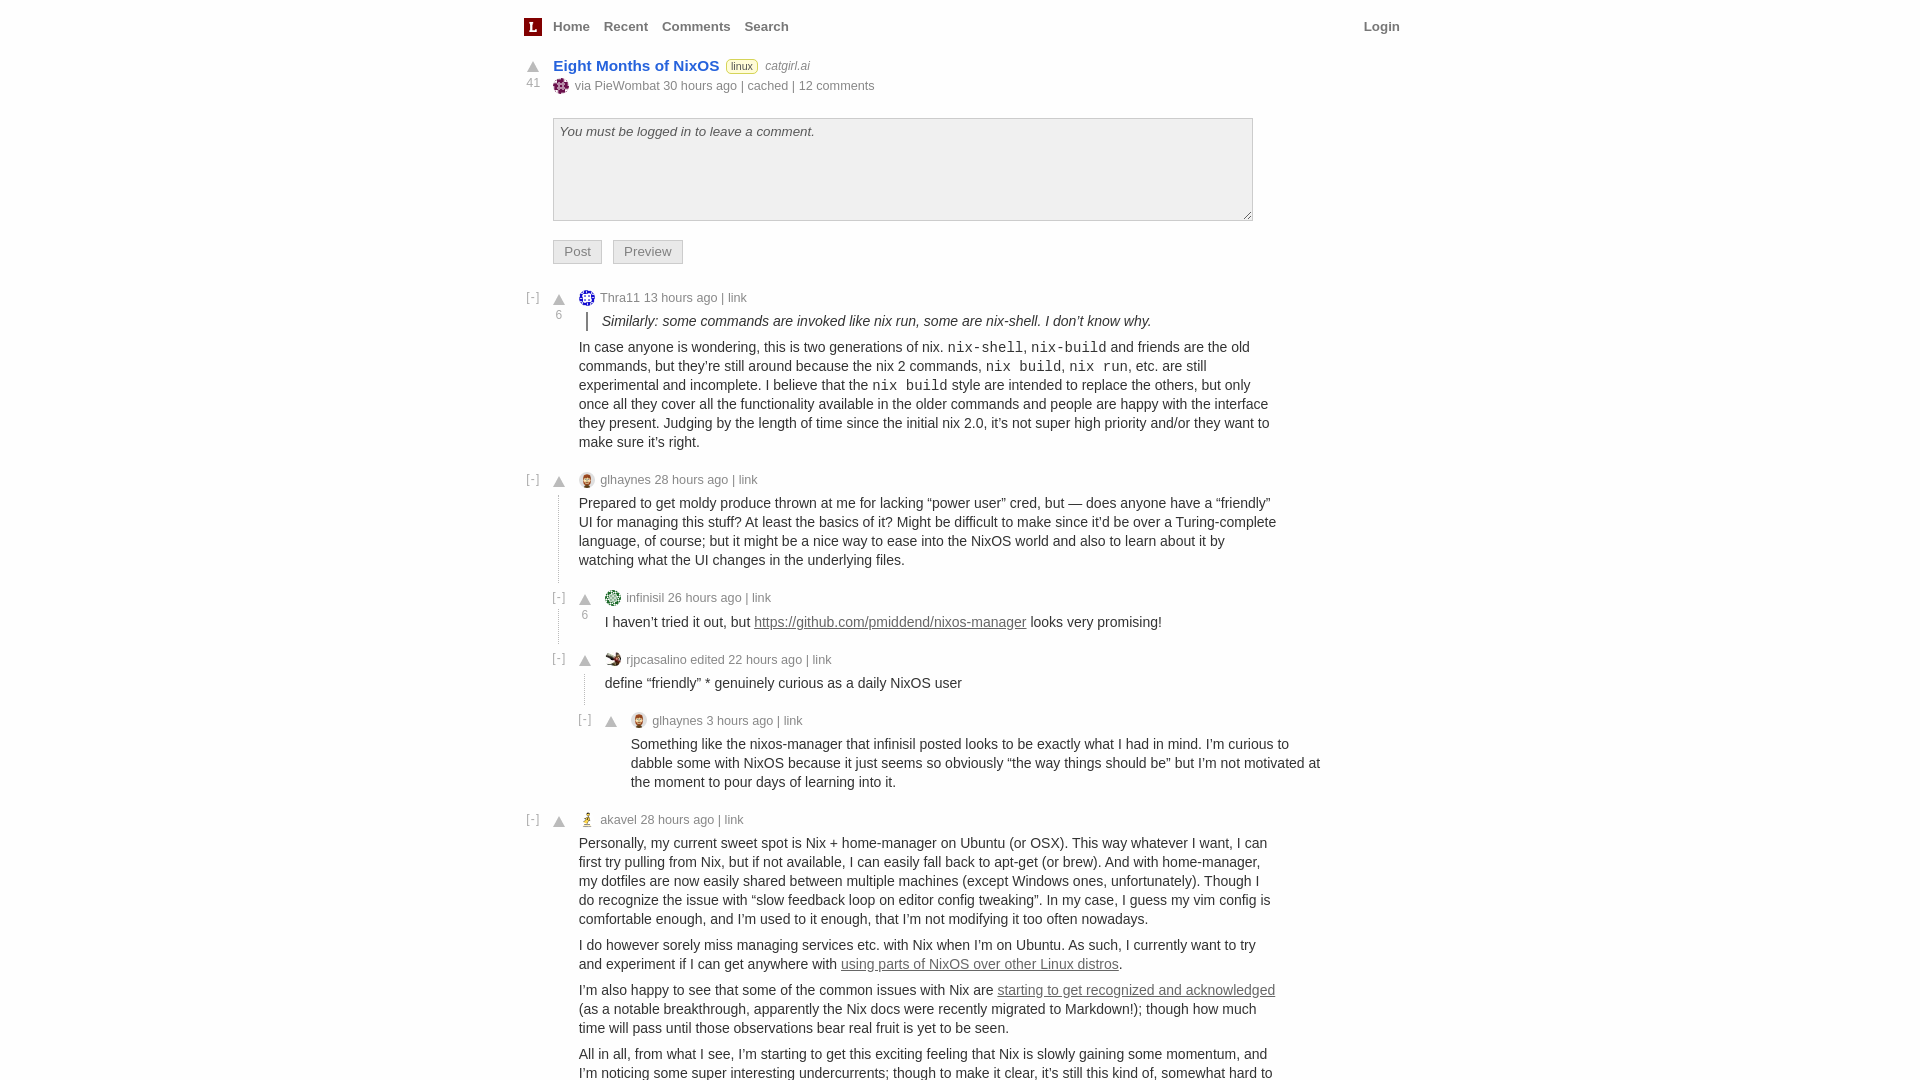 L Home Recent Comments Search Login
Eight Months of NixOS linux catgirl.ai
41
via PieWombat 30 hours ago | cached | 12 comments
You must be logged in to leave a comment.
Post Preview
[-] Thra11 13 hours ago | link
6
Similarly: some commands are invoked like nix run, some are nix-shell. I don’t know why.
In case anyone is wondering, this is two generations of nix. nix-shell, nix-build and friends are the old
commands, but they’re still around because the nix 2 commands, nix build, nix run, etc. are still
experimental and incomplete. I believe that the nix build style are intended to replace the others, but only
once all they cover all the functionality available in the older commands and people are happy with the interface
they present. Judging by the length of time since the initial nix 2.0, it’s not super high priority and/or they want to
make sure it’s right.
[-] glhaynes 28 hours ago | link
Prepared to get moldy produce thrown at me for lacking “power user” cred, but — does anyone have a “friendly”
UI for managing this stuff? At least the basics of it? Might be difficult to make since it’d be over a Turing-complete
language, of course; but it might be a nice way to ease into the NixOS world and also to learn about it by
watching what the UI changes in the underlying files.
[-] infinisil 26 hours ago | link
6
I haven’t tried it out, but https://github.com/pmiddend/nixos-manager looks very promising!
[-] rjpcasalino edited 22 hours ago | link
define “friendly” * genuinely curious as a daily NixOS user
[-] glhaynes 3 hours ago | link
Something like the nixos-manager that infinisil posted looks to be exactly what I had in mind. I’m curious to
dabble some with NixOS because it just seems so obviously “the way things should be” but I’m not motivated at
the moment to pour days of learning into it.
[-] akavel 28 hours ago | link
Personally, my current sweet spot is Nix + home-manager on Ubuntu (or OSX). This way whatever I want, I can
first try pulling from Nix, but if not available, I can easily fall back to apt-get (or brew). And with home-manager,
my dotfiles are now easily shared between multiple machines (except Windows ones, unfortunately). Though I
do recognize the issue with “slow feedback loop on editor config tweaking”. In my case, I guess my vim config is
comfortable enough, and I’m used to it enough, that I’m not modifying it too often nowadays.
I do however sorely miss managing services etc. with Nix when I’m on Ubuntu. As such, I currently want to try
and experiment if I can get anywhere with using parts of NixOS over other Linux distros.
I’m also happy to see that some of the common issues with Nix are starting to get recognized and acknowledged
(as a notable breakthrough, apparently the Nix docs were recently migrated to Markdown!); though how much
time will pass until those observations bear real fruit is yet to be seen.
All in all, from what I see, I’m starting to get this exciting feeling that Nix is slowly gaining some momentum, and
I’m noticing some super interesting undercurrents; though to make it clear, it’s still this kind of, somewhat hard to